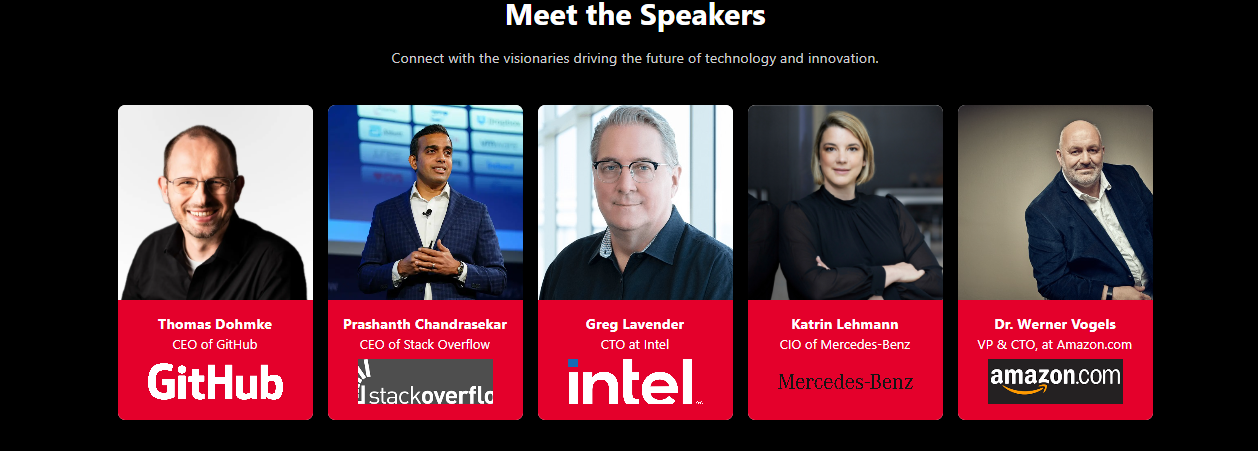 Meet the Speakers
Connect with the visionaries driving the future of technology and innovation.
Thomas Dohmke
CEO of GitHub
GitHub
Prashanth Chandrasekar
CEO of Stack Overflow
stackoverflo
Greg Lavender
CTO at Intel
intel
Katrin Lehmann
CIO of Mercedes-Benz
Mercedes-Benz
Dr. Werner Vogels
VP & CTO, at Amazon.com
amazon.com